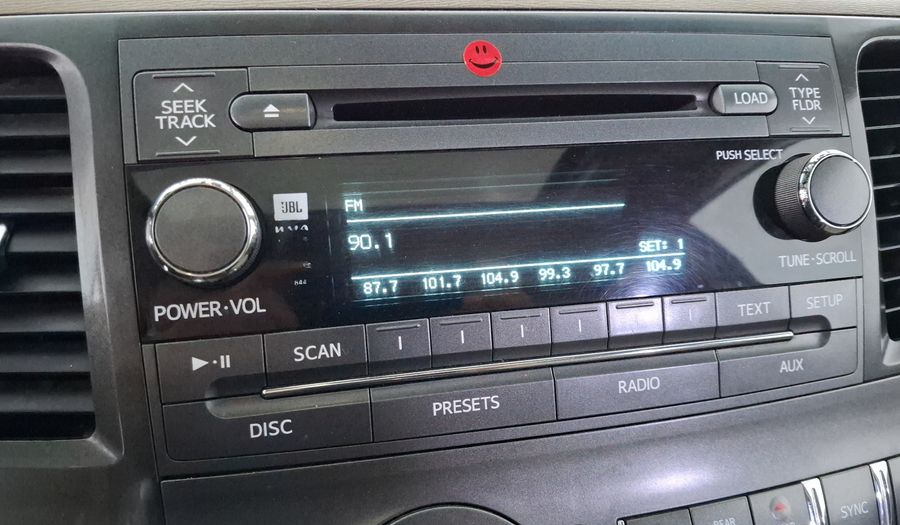 SEEK
TRACK
LOAD
TYPE
FLDR
PUSH SELECT
JBL
FM
90.1
SET: 1
87.7 101.7 104.9 99.3 97.7 104.9
POWER·VOL
TUNE·SCROLL
SCAN
TEXT
SETUP
DISC
PRESETS
RADIO
AUX
REAR
SYNC